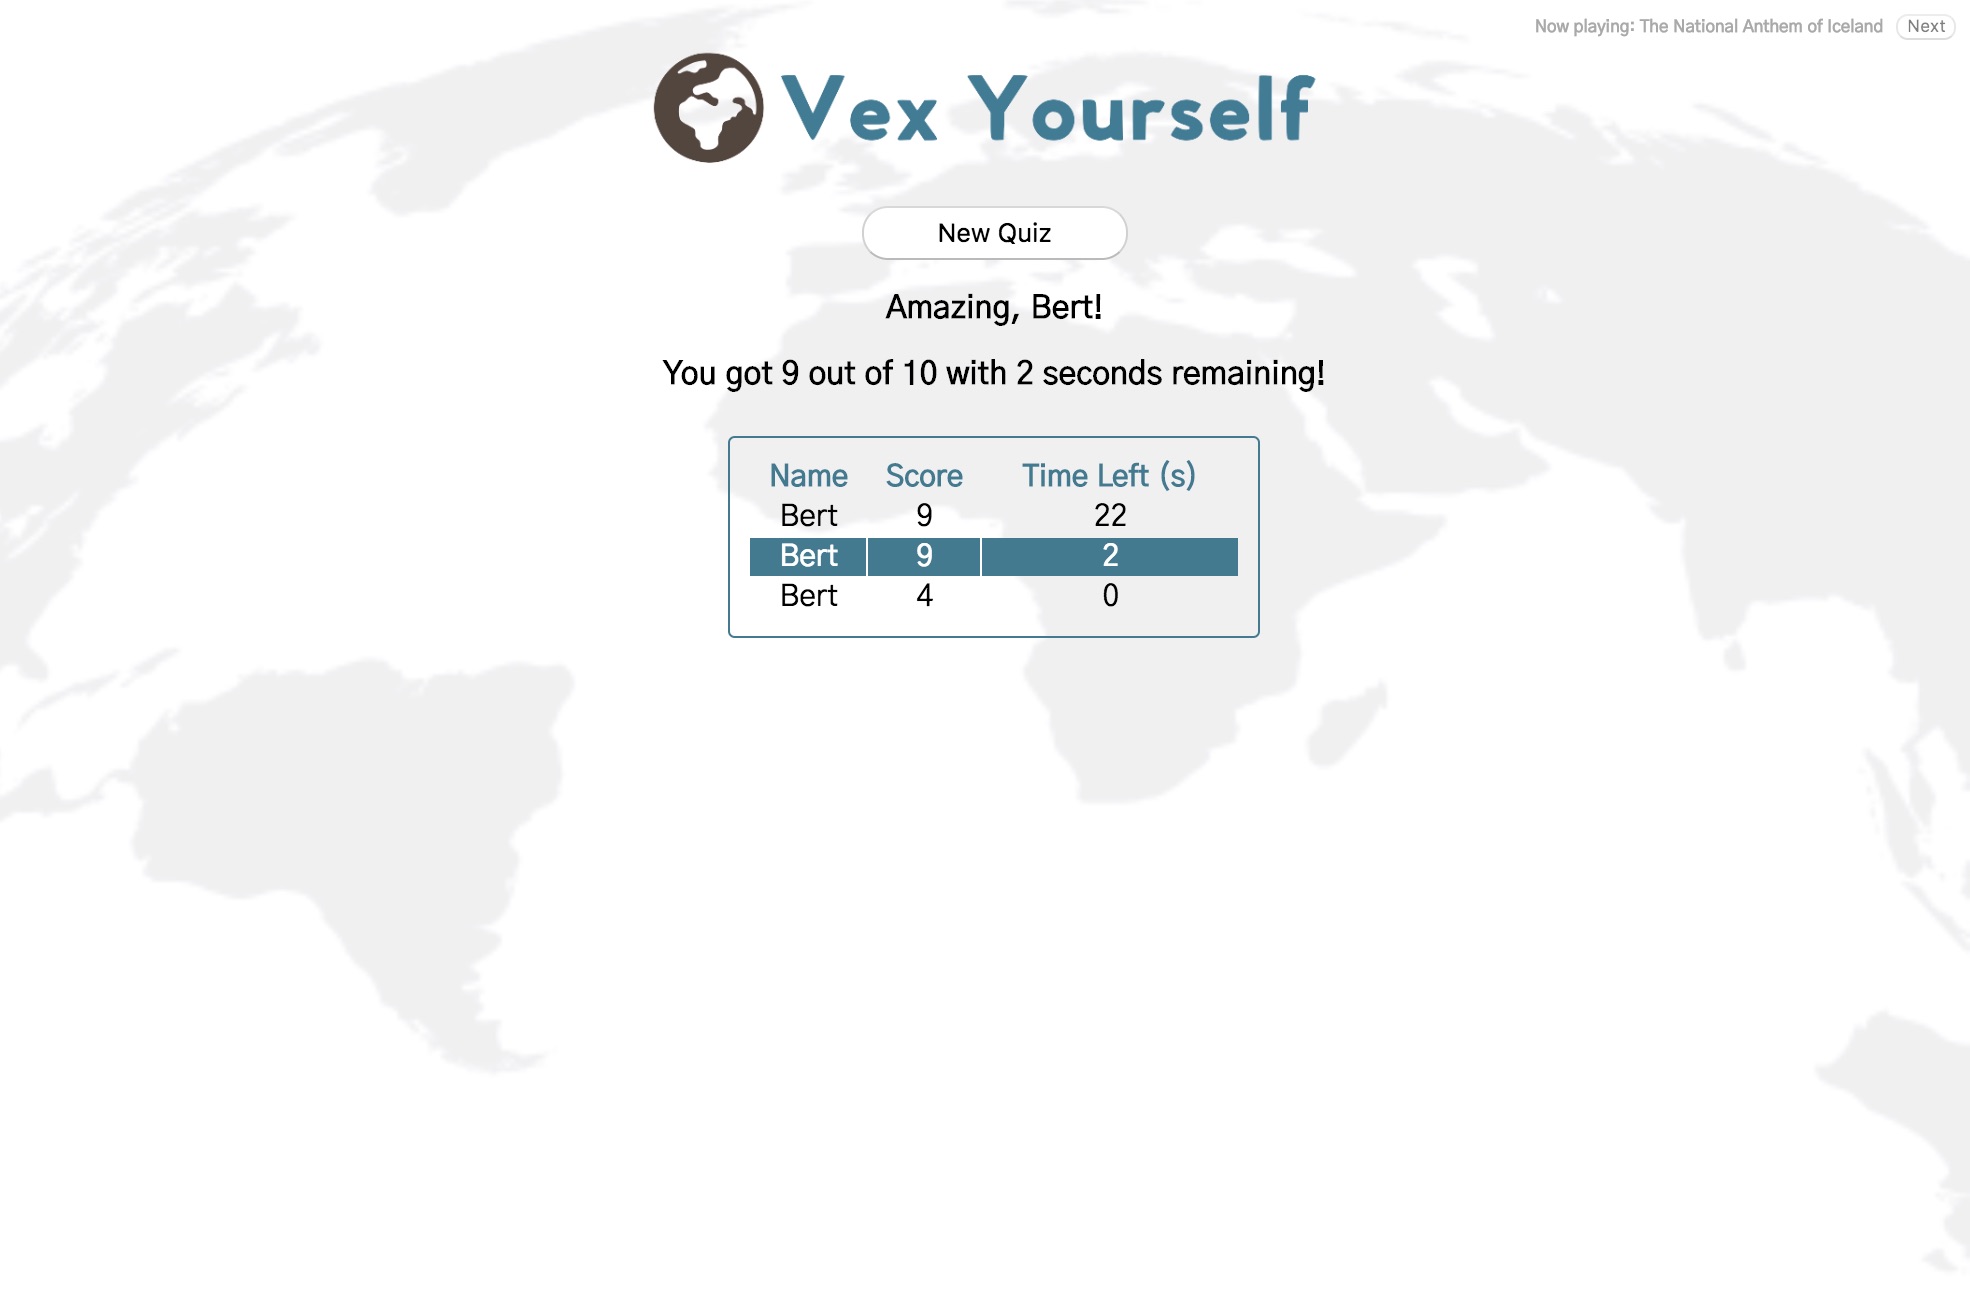 Now playing: The National Anthem of Iceland Next
Vex Yourself
New Quiz
Amazing, Bert!
You got 9 out of 10 with 2 seconds remaining!
Name Score Time Left (s)
Bert 9 22
Bert 9 2
Bert 4 0